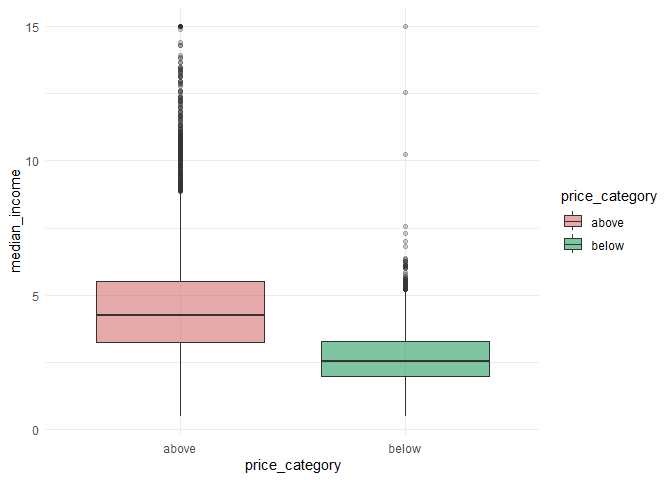 15
10
5
0
median_income
above
below
price_category
price_category
above
below